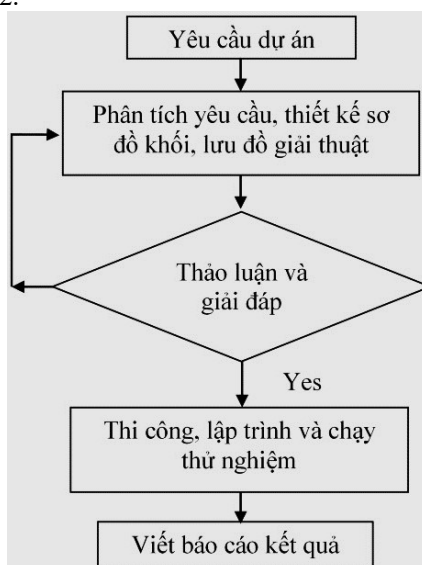 2.
Yêu cầu dự án
Phân tích yêu cầu, thiết kế sơ
đồ khối, lưu đồ giải thuật
Thảo luận và
giải đáp
Yes
Thi công, lập trình và chạy
thử nghiệm
Viết báo cáo kết quả